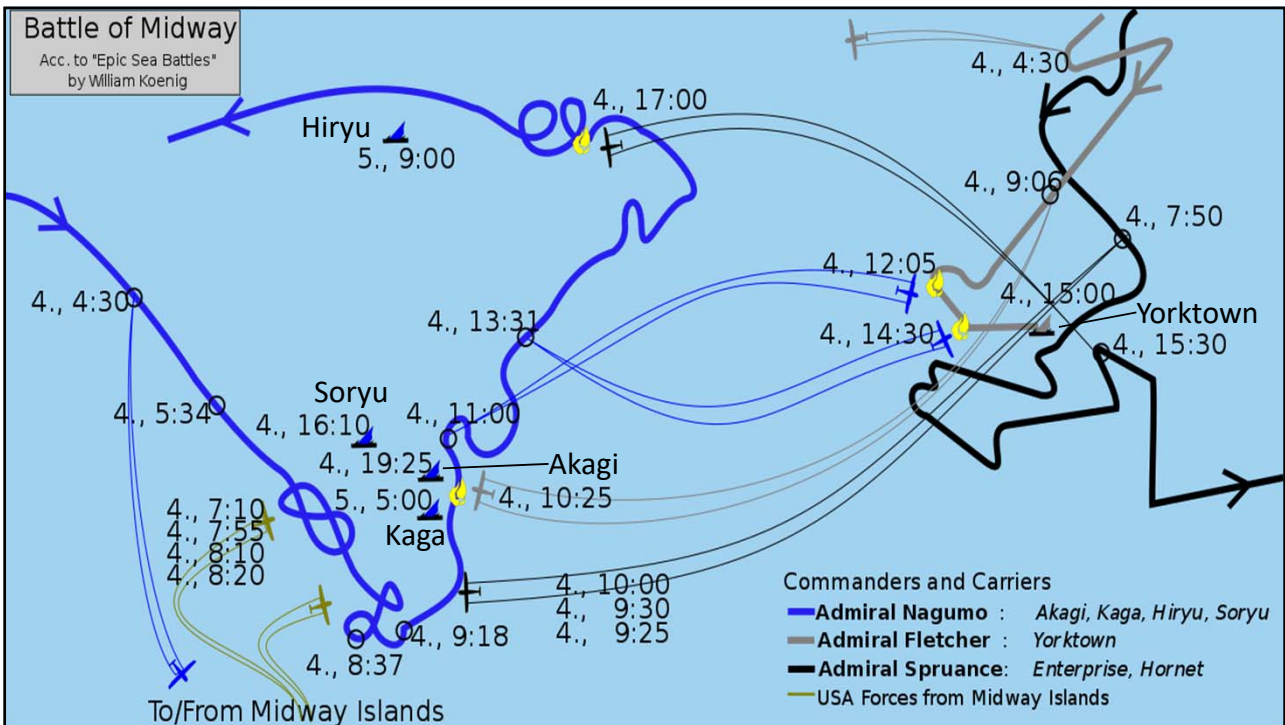 Battle of Midway
Acc. to "Epic Sea Battles"
by William Koenig
4., 4:30
4., 17:00
Hiryu
5., 9:00
4., 9:06
4., 7:50
4., 12:05
4., 15:00
Yorktown
4., 4:30
4., 13:31
4., 14:30
4., 15:30
Soryu
4., 5:34
4., 16:10
4., 11:00
4., 19:25
Akagi
5., 5:00
4., 10:25
Kaga
4., 7:10
4., 7:55
4., 8:10
4., 8:20
4., 10:00
4., 9:30
4., 9:25
4., 9:18
4., 8:37
To/From Midway Islands
Commanders and Carriers
Admiral Nagumo : Akagi, Kaga, Hiryu, Soryu
Admiral Fletcher : Yorktown
Admiral Spruance: Enterprise, Hornet
USA Forces from Midway Islands